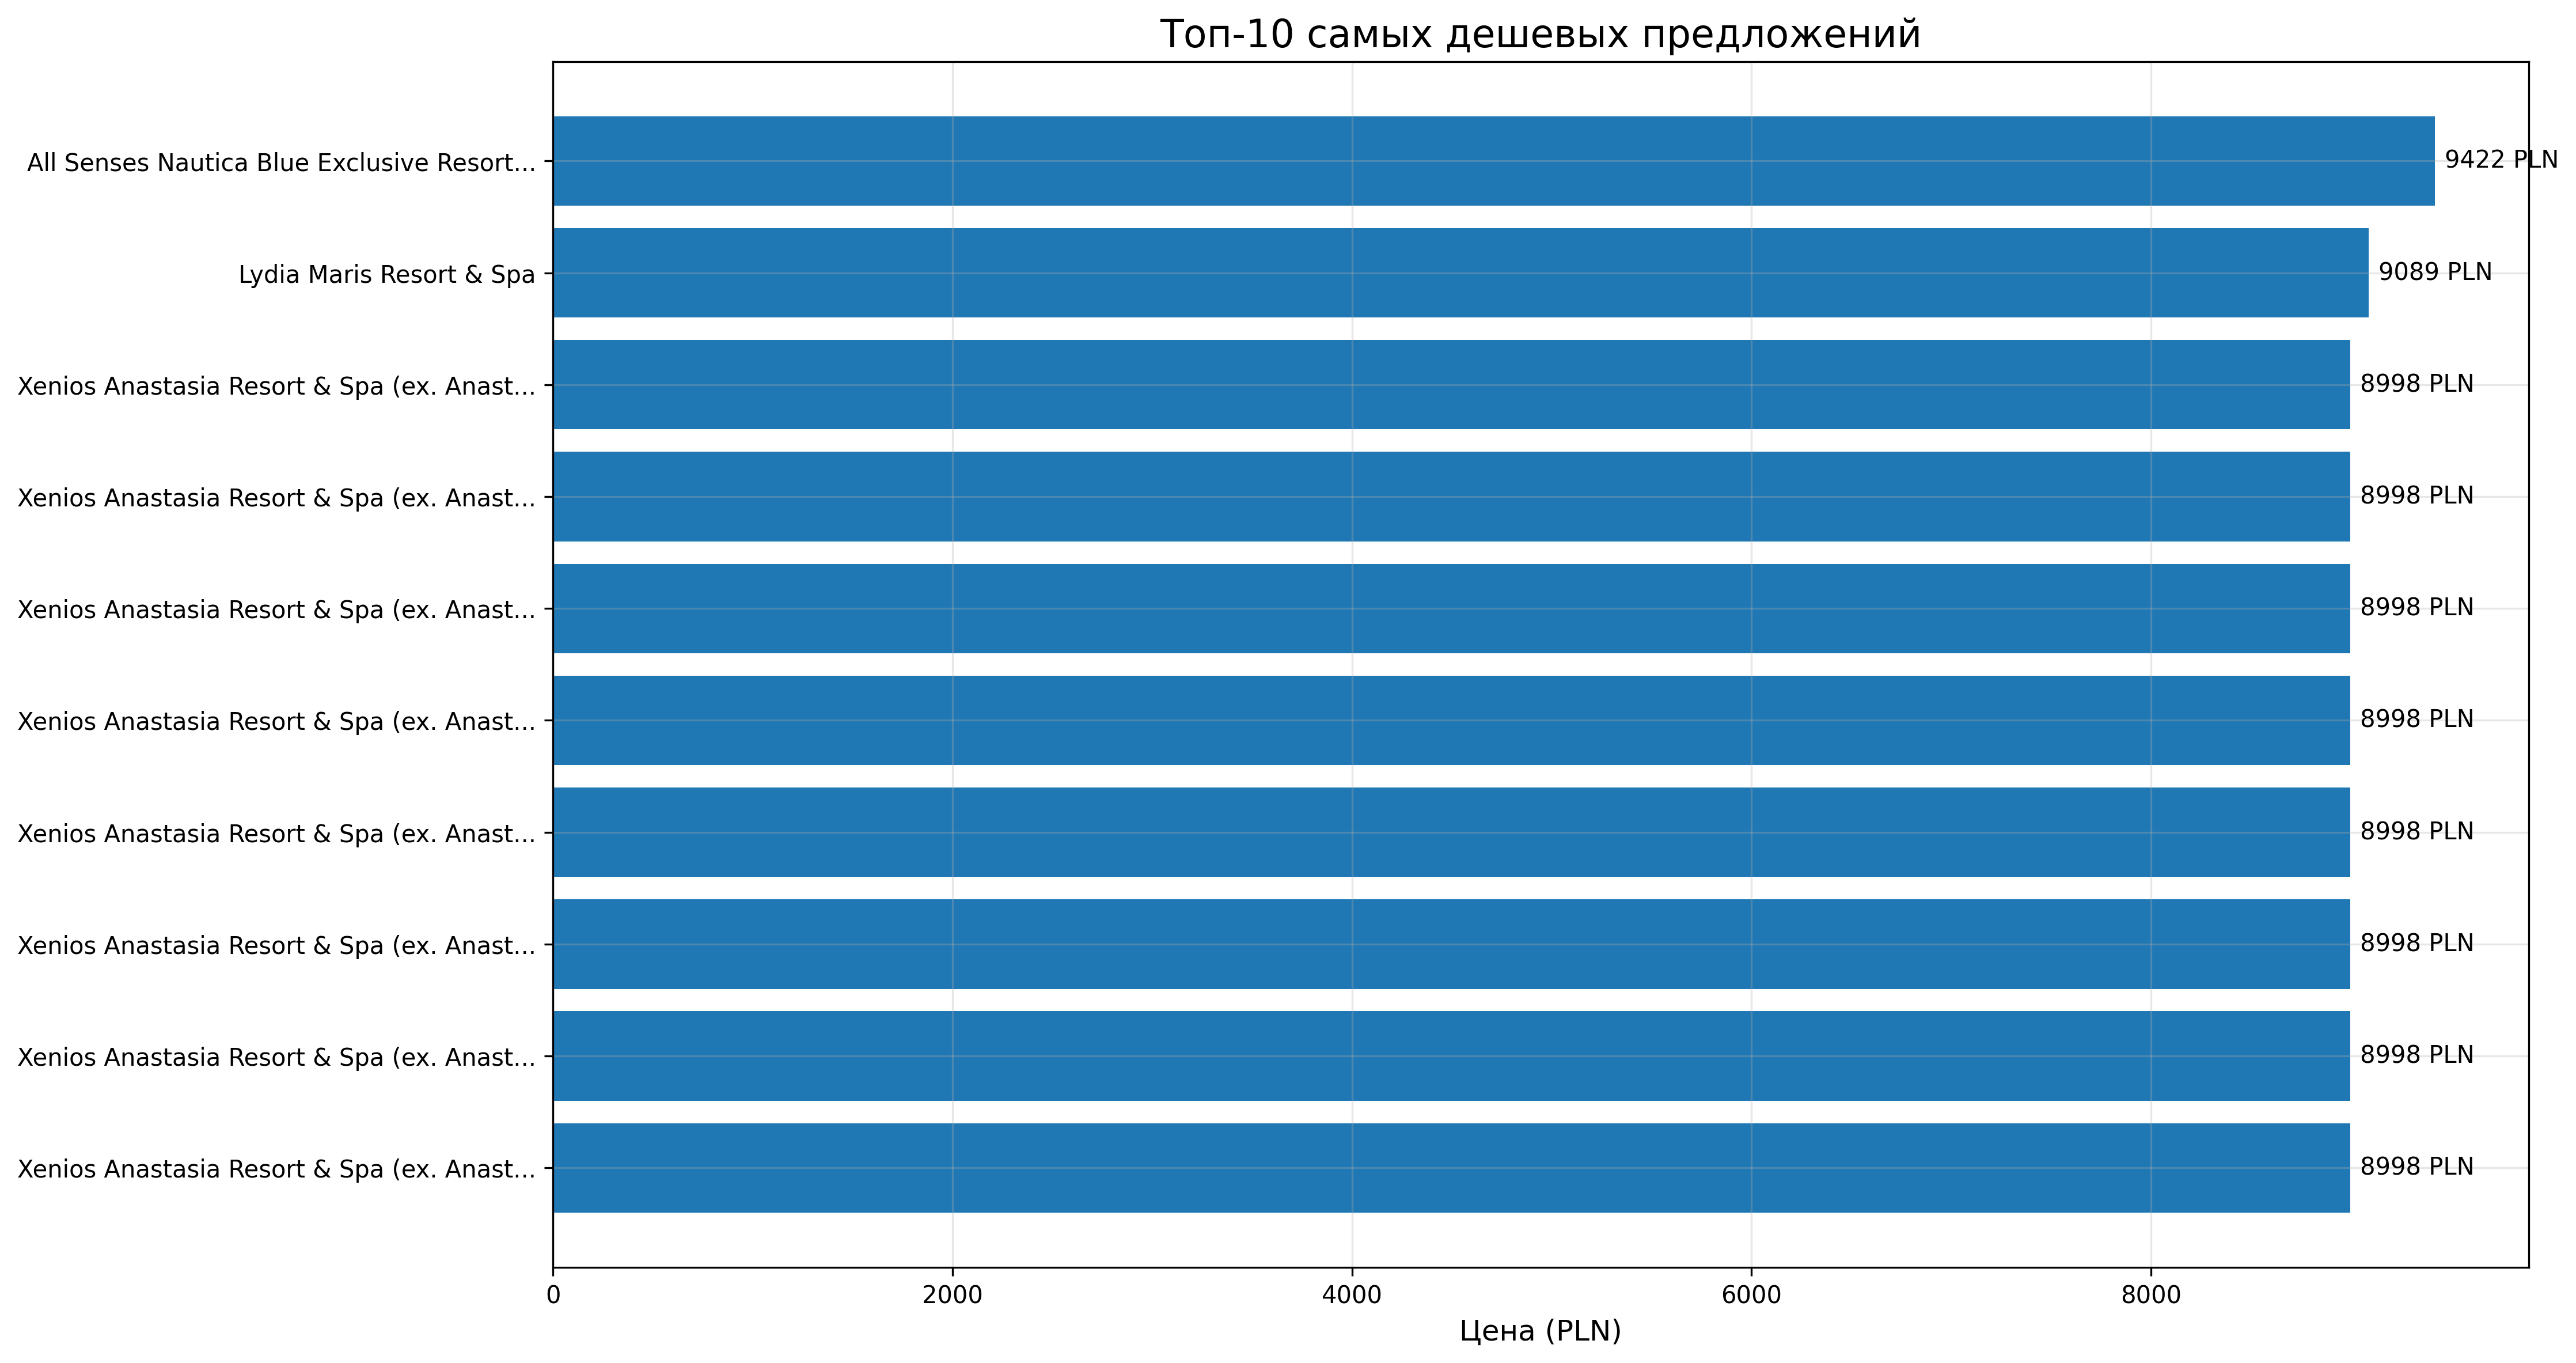 Топ-10 самых дешевых предложений
All Senses Nautica Blue Exclusive Resort... 9422 PLN
Lydia Maris Resort & Spa 9089 PLN
Xenios Anastasia Resort & Spa (ex. Anast... 8998 PLN
Xenios Anastasia Resort & Spa (ex. Anast... 8998 PLN
Xenios Anastasia Resort & Spa (ex. Anast... 8998 PLN
Xenios Anastasia Resort & Spa (ex. Anast... 8998 PLN
Xenios Anastasia Resort & Spa (ex. Anast... 8998 PLN
Xenios Anastasia Resort & Spa (ex. Anast... 8998 PLN
Xenios Anastasia Resort & Spa (ex. Anast... 8998 PLN
Xenios Anastasia Resort & Spa (ex. Anast... 8998 PLN
0 2000 4000 6000 8000
Цена (PLN)